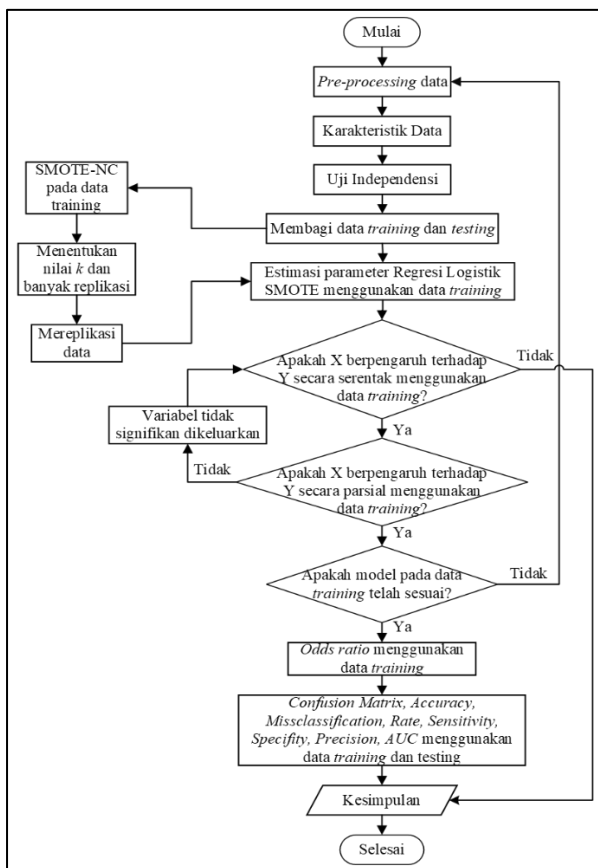 Mulai
Pre-processing data
Karakteristik Data
Uji Independensi
Membagi data training dan testing
SMOTE-NC
pada data
training
Menentukan
nilai k dan
banyak replikasi
Mereplikasi
data
Estimasi parameter Regresi Logistik
SMOTE menggunakan data training
Apakah X berpengaruh terhadap
Y secara serentak menggunakan
data training?
Tidak
Ya
Variabel tidak
signifikan dikeluarkan
Tidak
Apakah X berpengaruh terhadap
Y secara parsial menggunakan
data training?
Ya
Apakah model pada data
training telah sesuai?
Tidak
Ya
Odds ratio menggunakan
data training
Confusion Matrix, Accuracy,
Missclassification, Rate, Sensitivity,
Specifity, Precision, AUC menggunakan
data training dan testing
Kesimpulan
Selesai